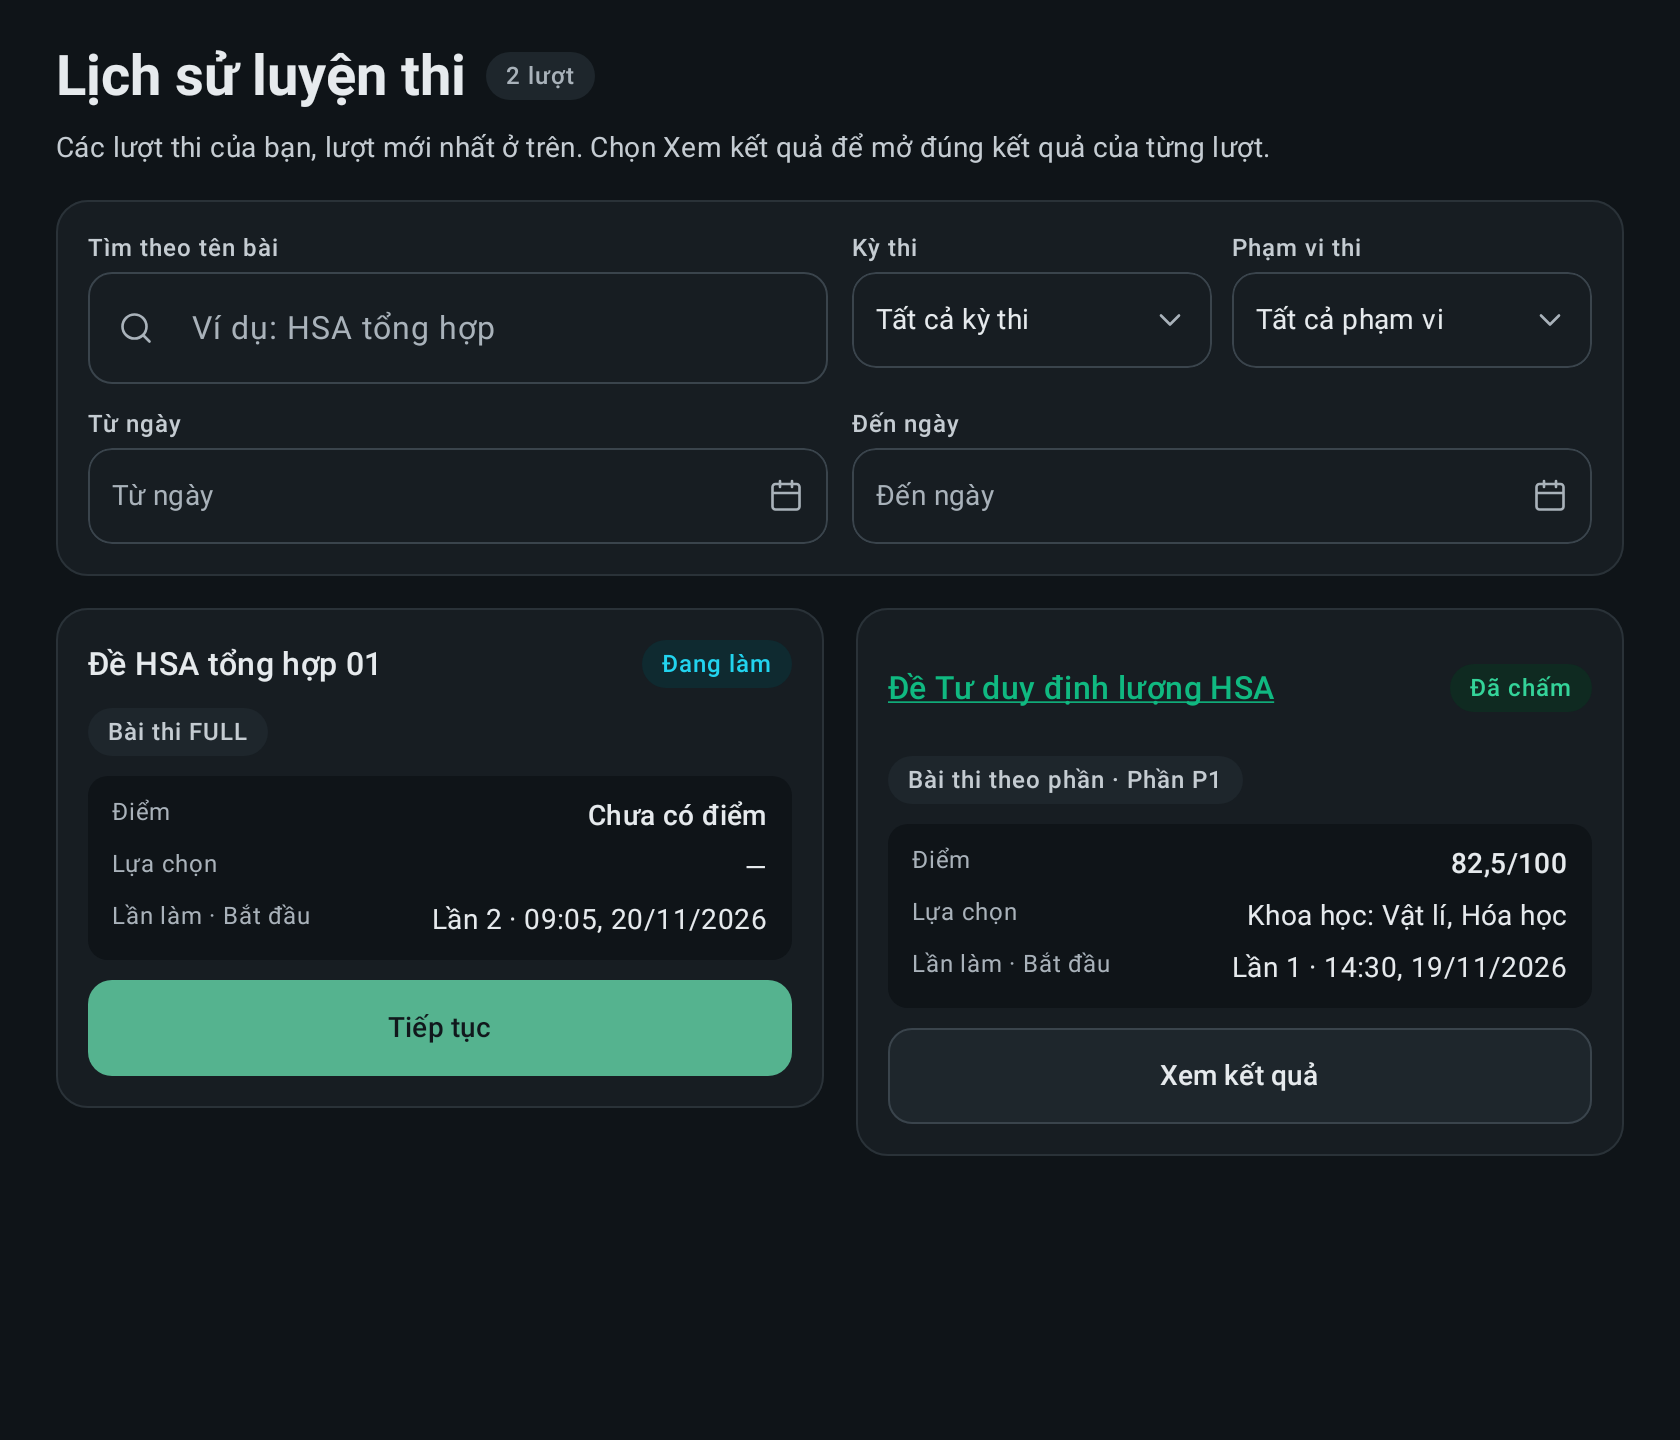 Lịch sử luyện thi
2 lượt
Các lượt thi của bạn, lượt mới nhất ở trên. Chọn Xem kết quả để mở đúng kết quả của từng lượt.
Tìm theo tên bài
Ví dụ: HSA tổng hợp
Kỳ thi
Tất cả kỳ thi
Phạm vi thi
Tất cả phạm vi
Từ ngày
Từ ngày
Đến ngày
Đến ngày
Đề HSA tổng hợp 01
Đang làm
Bài thi FULL
Điểm
Chưa có điểm
Lựa chọn
—
Lần làm · Bắt đầu
Lần 2 · 09:05, 20/11/2026
Tiếp tục
Đề Tư duy định lượng HSA
Đã chấm
Bài thi theo phần · Phần P1
Điểm
82,5/100
Lựa chọn
Khoa học: Vật lí, Hóa học
Lần làm · Bắt đầu
Lần 1 · 14:30, 19/11/2026
Xem kết quả